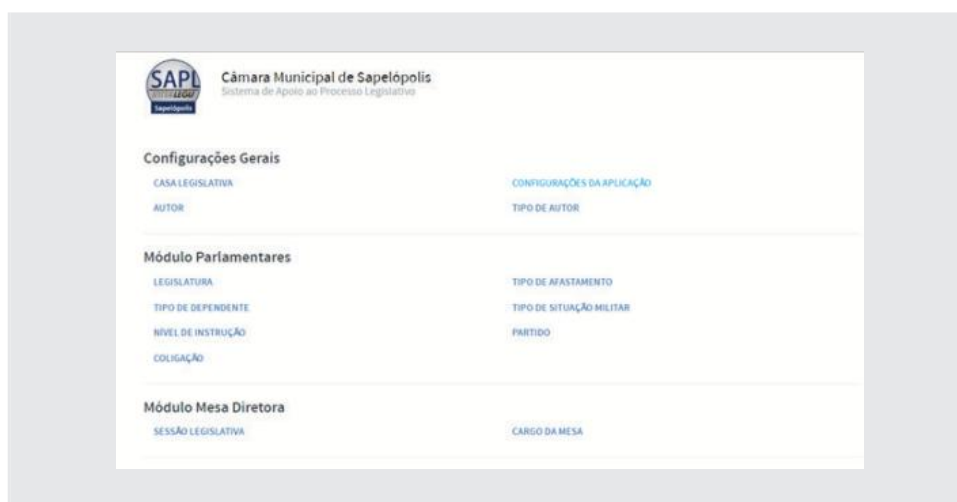 SAPL
INTERLEGIS
Sapelópolis
Câmara Municipal de Sapelópolis
Sistema de Apoio ao Processo Legislativo
Configurações Gerais
CASA LEGISLATIVA
CONFIGURAÇÕES DA APLICAÇÃO
AUTOR
TIPO DE AUTOR
Módulo Parlamentares
LEGISLATURA
TIPO DE AFASTAMENTO
TIPO DE DEPENDENTE
TIPO DE SITUAÇÃO MILITAR
NÍVEL DE INSTRUÇÃO
PARTIDO
COLIGAÇÃO
Módulo Mesa Diretora
SESSÃO LEGISLATIVA
CARGO DA MESA